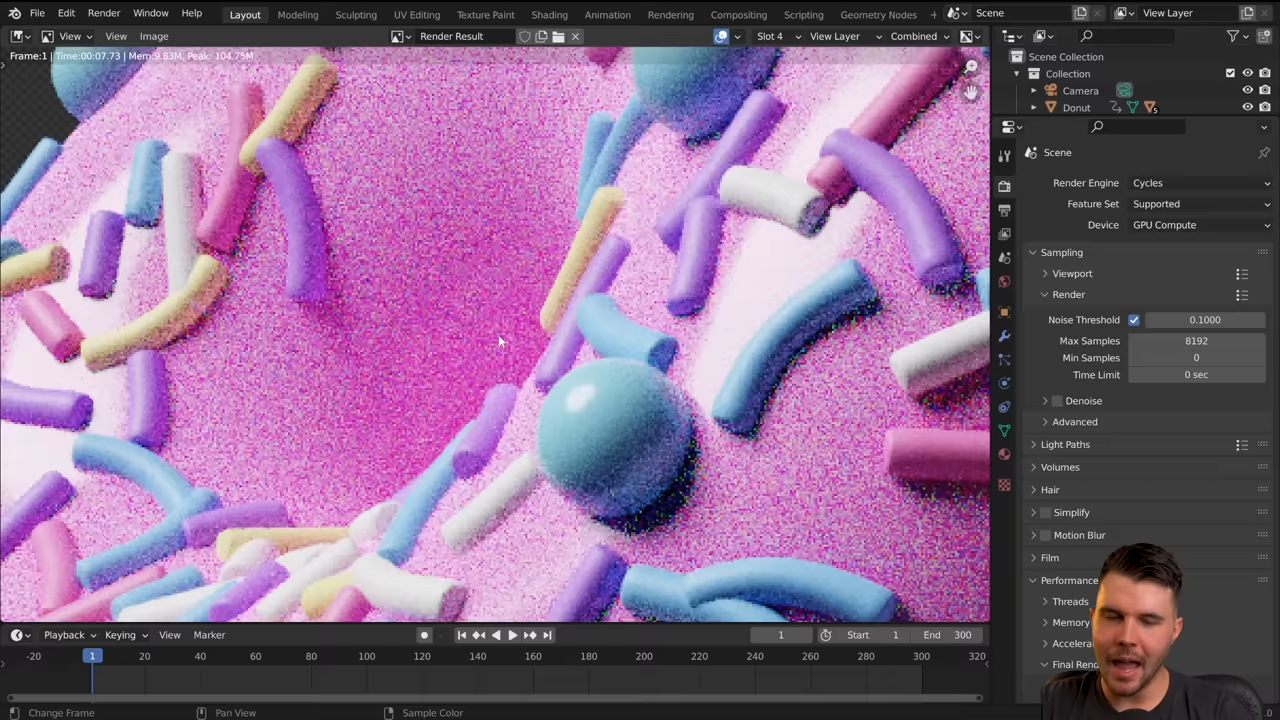 File Edit Render Window Help Layout Modeling Sculpting UV Editing Texture Paint Shading Animation Rendering Compositing Scripting Geometry Nodes + Scene View Layer
View View Image Render Result Slot 4 View Layer Combined
Frame:1 | Time:00:07.73 | Mem:9.83M, Peak: 104.75M
Scene Collection
Collection
Camera
Donut
Scene
Render Engine Cycles
Feature Set Supported
Device GPU Compute
Sampling
Viewport
Render
Noise Threshold 0.1000
Max Samples 8192
Min Samples 0
Time Limit 0 sec
Denoise
Advanced
Light Paths
Volumes
Hair
Simplify
Motion Blur
Film
Performance
Threads
Memory
Accelera
Final Ren
Playback Keying View Marker 1 Start 1 End 300
-20 1 20 40 60 80 100 120 140 160 180 200 220 240 260 280 300 320
Change Frame Pan View Sample Color